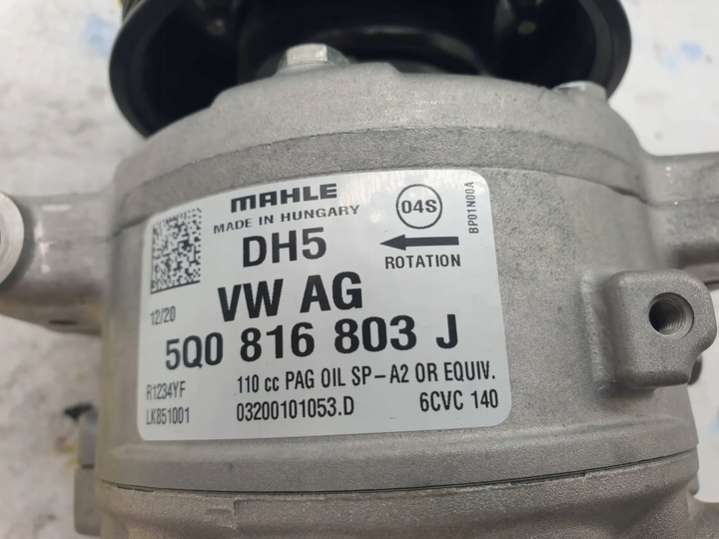 MAHLE
MADE IN HUNGARY
04S
BP01N00A
DH5
ROTATION
12/20
VW AG
5Q0 816 803 J
R1234YF
110 cc PAG OIL SP-A2 OR EQUIV.
LK851001
03200101053.D
6CVC 140